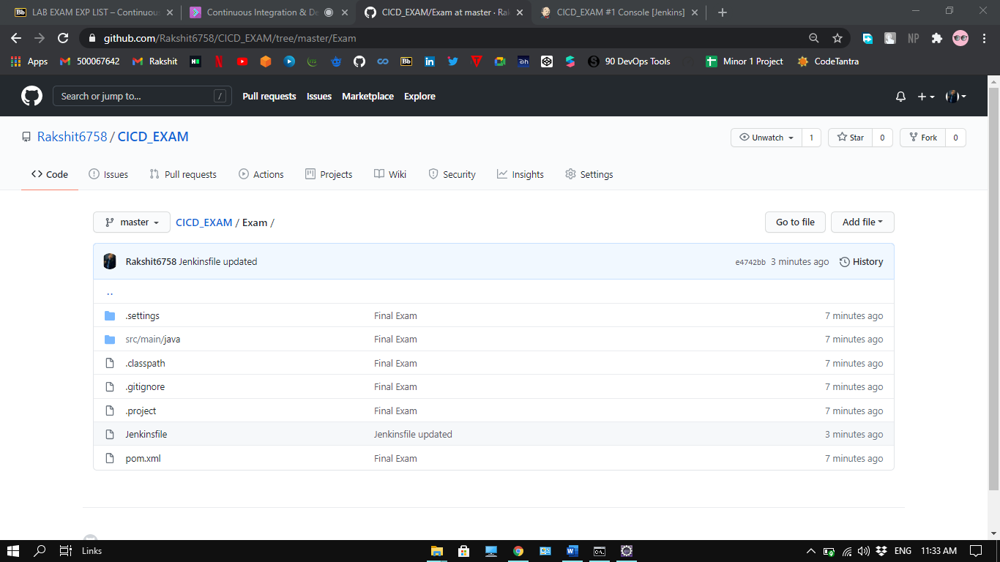 LAB EXAM EXP LIST – Continuous
Continuous Integration & De
CICD_EXAM/Exam at master · Rak
CICD_EXAM #1 Console [Jenkins]
github.com/Rakshit6758/CICD_EXAM/tree/master/Exam
Apps
500067642
Rakshit
Bb
90 DevOps Tools
Minor 1 Project
CodeTantra
Search or jump to...
/
Pull requests
Issues
Marketplace
Explore
Rakshit6758 / CICD_EXAM
Unwatch
1
Star
0
Fork
0
Code
Issues
Pull requests
Actions
Projects
Wiki
Security
Insights
Settings
master
CICD_EXAM / Exam /
Go to file
Add file
Rakshit6758 Jenkinsfile updated
e4742bb 3 minutes ago
History
..
.settings Final Exam 7 minutes ago
src/main/java Final Exam 7 minutes ago
.classpath Final Exam 7 minutes ago
.gitignore Final Exam 7 minutes ago
.project Final Exam 7 minutes ago
Jenkinsfile Jenkinsfile updated 3 minutes ago
pom.xml Final Exam 7 minutes ago
Links
ENG
11:33 AM